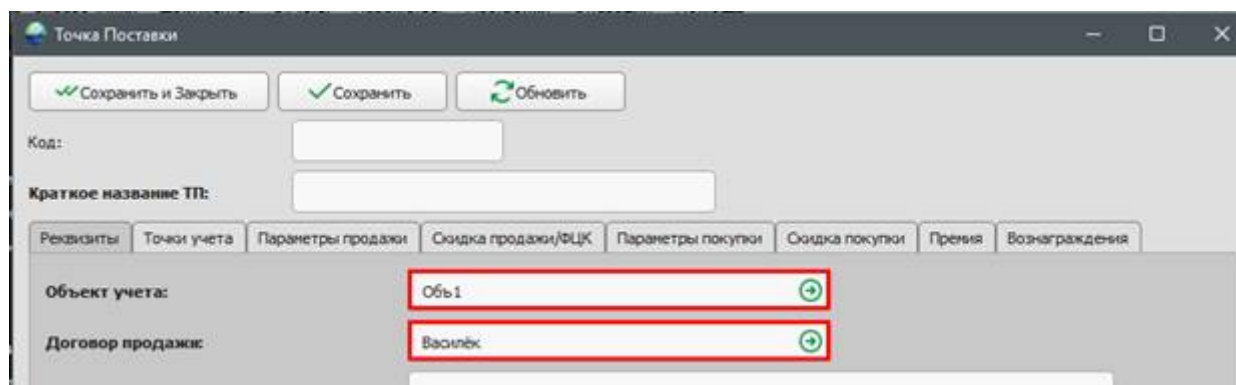 Точка Поставки
Сохранить и Закрыть Сохранить Обновить
Код:
Краткое название ТП:
Реквизиты Точки учета Параметры продажи Скидка продажи/ФЦК Параметры покупки Скидка покупки Премия Вознаграждения
Объект учета: Объ1
Договор продажи: Василёк